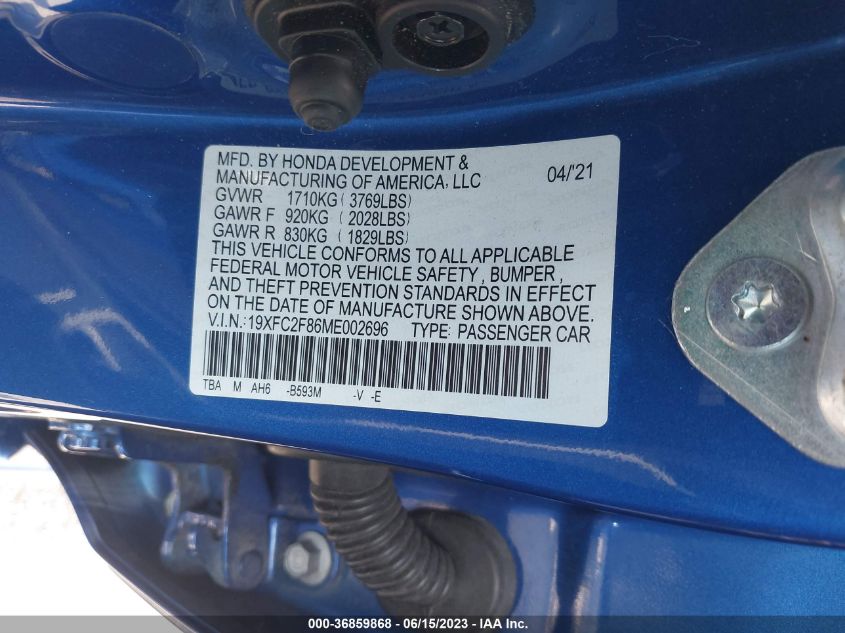 MFD. BY HONDA DEVELOPMENT &
MANUFACTURING OF AMERICA, LLC 04/'21
GVWR 1710KG ( 3769LBS)
GAWR F 920KG ( 2028LBS)
GAWR R 830KG ( 1829LBS)
THIS VEHICLE CONFORMS TO ALL APPLICABLE
FEDERAL MOTOR VEHICLE SAFETY , BUMPER ,
AND THEFT PREVENTION STANDARDS IN EFFECT
ON THE DATE OF MANUFACTURE SHOWN ABOVE.
V.I.N.: 19XFC2F86ME002696 TYPE: PASSENGER CAR
TBA M AH6 -B593M -V -E
000-36859868 - 06/15/2023 - IAAI Inc.